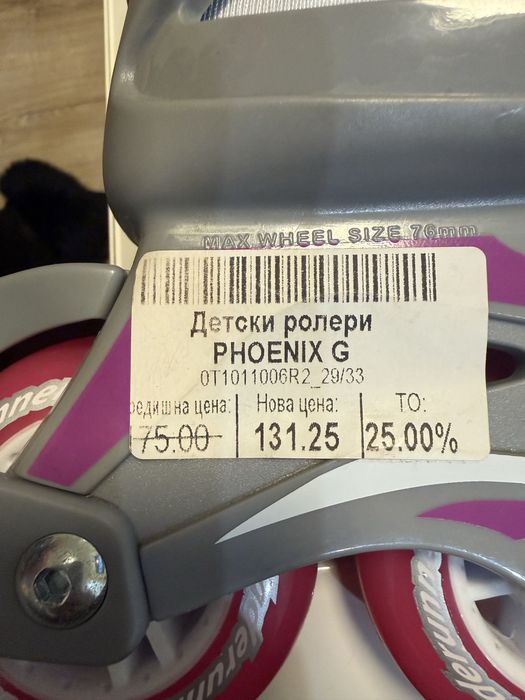 MAX WHEEL SIZE 76mm
Детски ролери
PHOENIX G
0T1011006R2_29/33
редишна цена: Нова цена: ТО:
75.00 131.25 25.00%